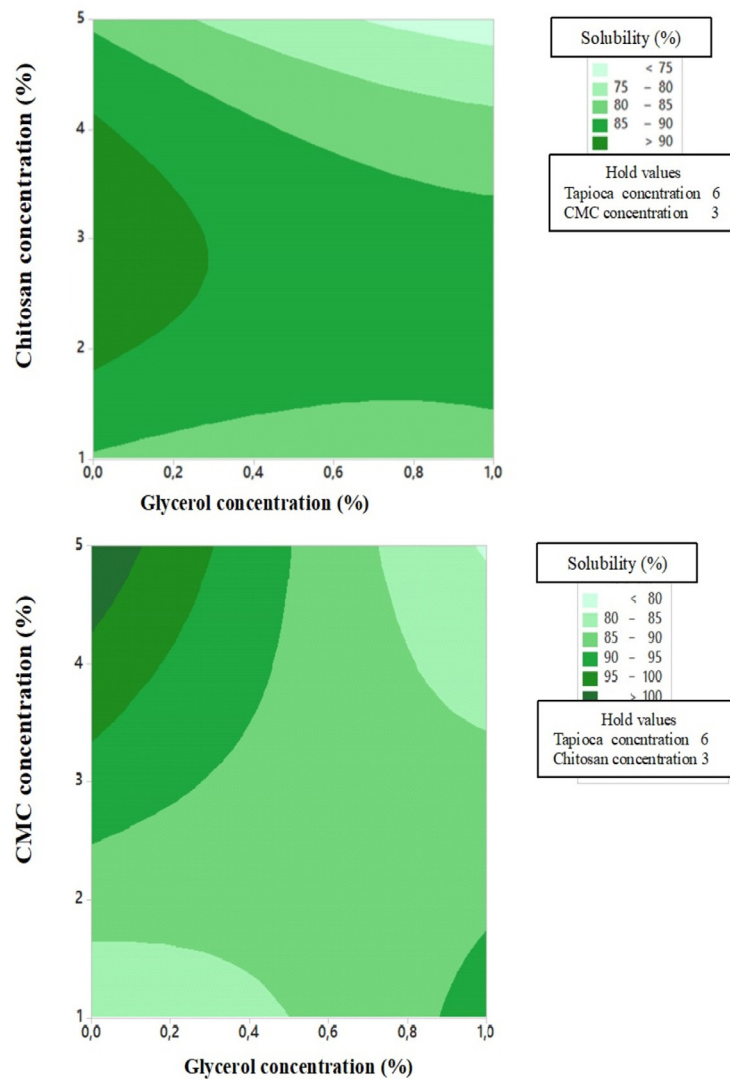 Chitosan concentration (%)
5
4
3
2
1
0,0 0,2 0,4 0,6 0,8 1,0
Glycerol concentration (%)
Solubility (%)
< 75
75 – 80
80 – 85
85 – 90
> 90
Hold values
Tapioca concntration 6
CMC concentration 3
CMC concentration (%)
5
4
3
2
1
0,0 0,2 0,4 0,6 0,8 1,0
Glycerol concentration (%)
Solubility (%)
< 80
80 – 85
85 – 90
90 – 95
95 – 100
> 100
Hold values
Tapioca concntration 6
Chitosan concentration 3